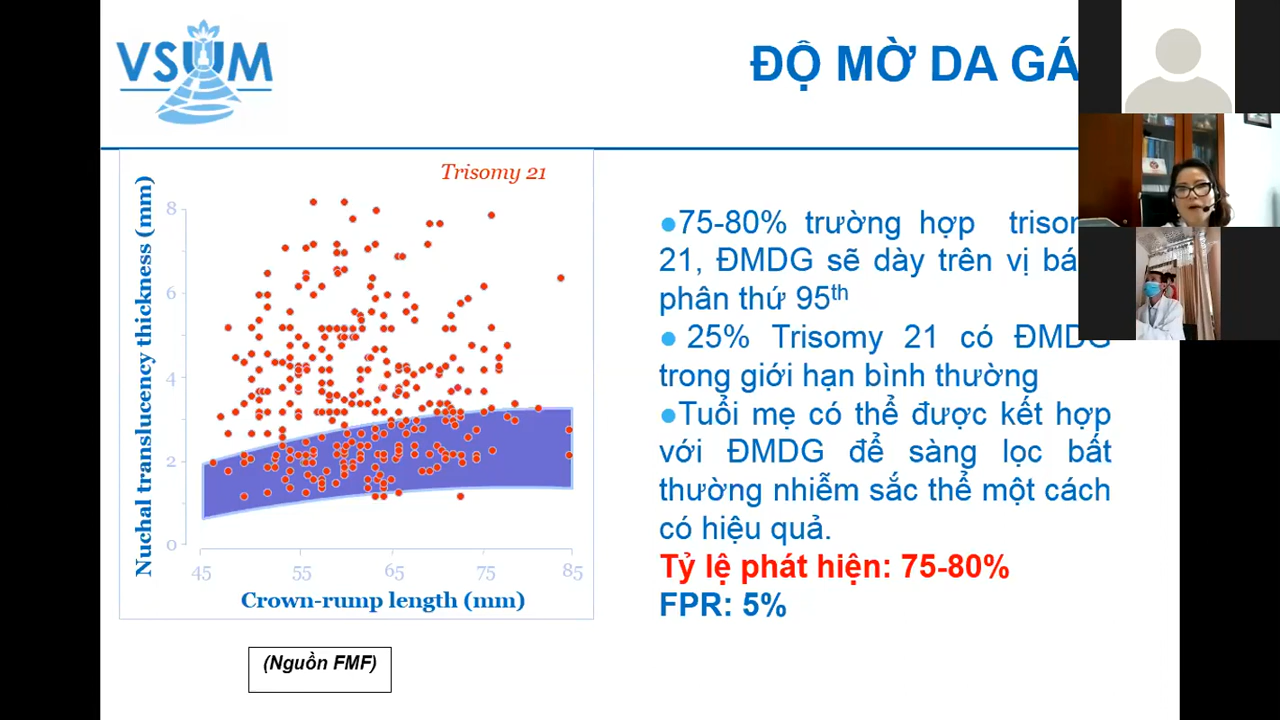 VSUM
ĐỘ MỜ DA GÁ
Trisomy 21
Nuchal translucency thickness (mm)
8
6
4
2
0
45 55 65 75 85
Crown-rump length (mm)
(Nguồn FMF)
●75-80% trường hợp trisom
21, ĐMDG sẽ dày trên vị bá
phân thứ 95th
● 25% Trisomy 21 có ĐMDG
trong giới hạn bình thường
●Tuổi mẹ có thể được kết hợp
với ĐMDG để sàng lọc bất
thường nhiễm sắc thể một cách
có hiệu quả.
Tỷ lệ phát hiện: 75-80%
FPR: 5%